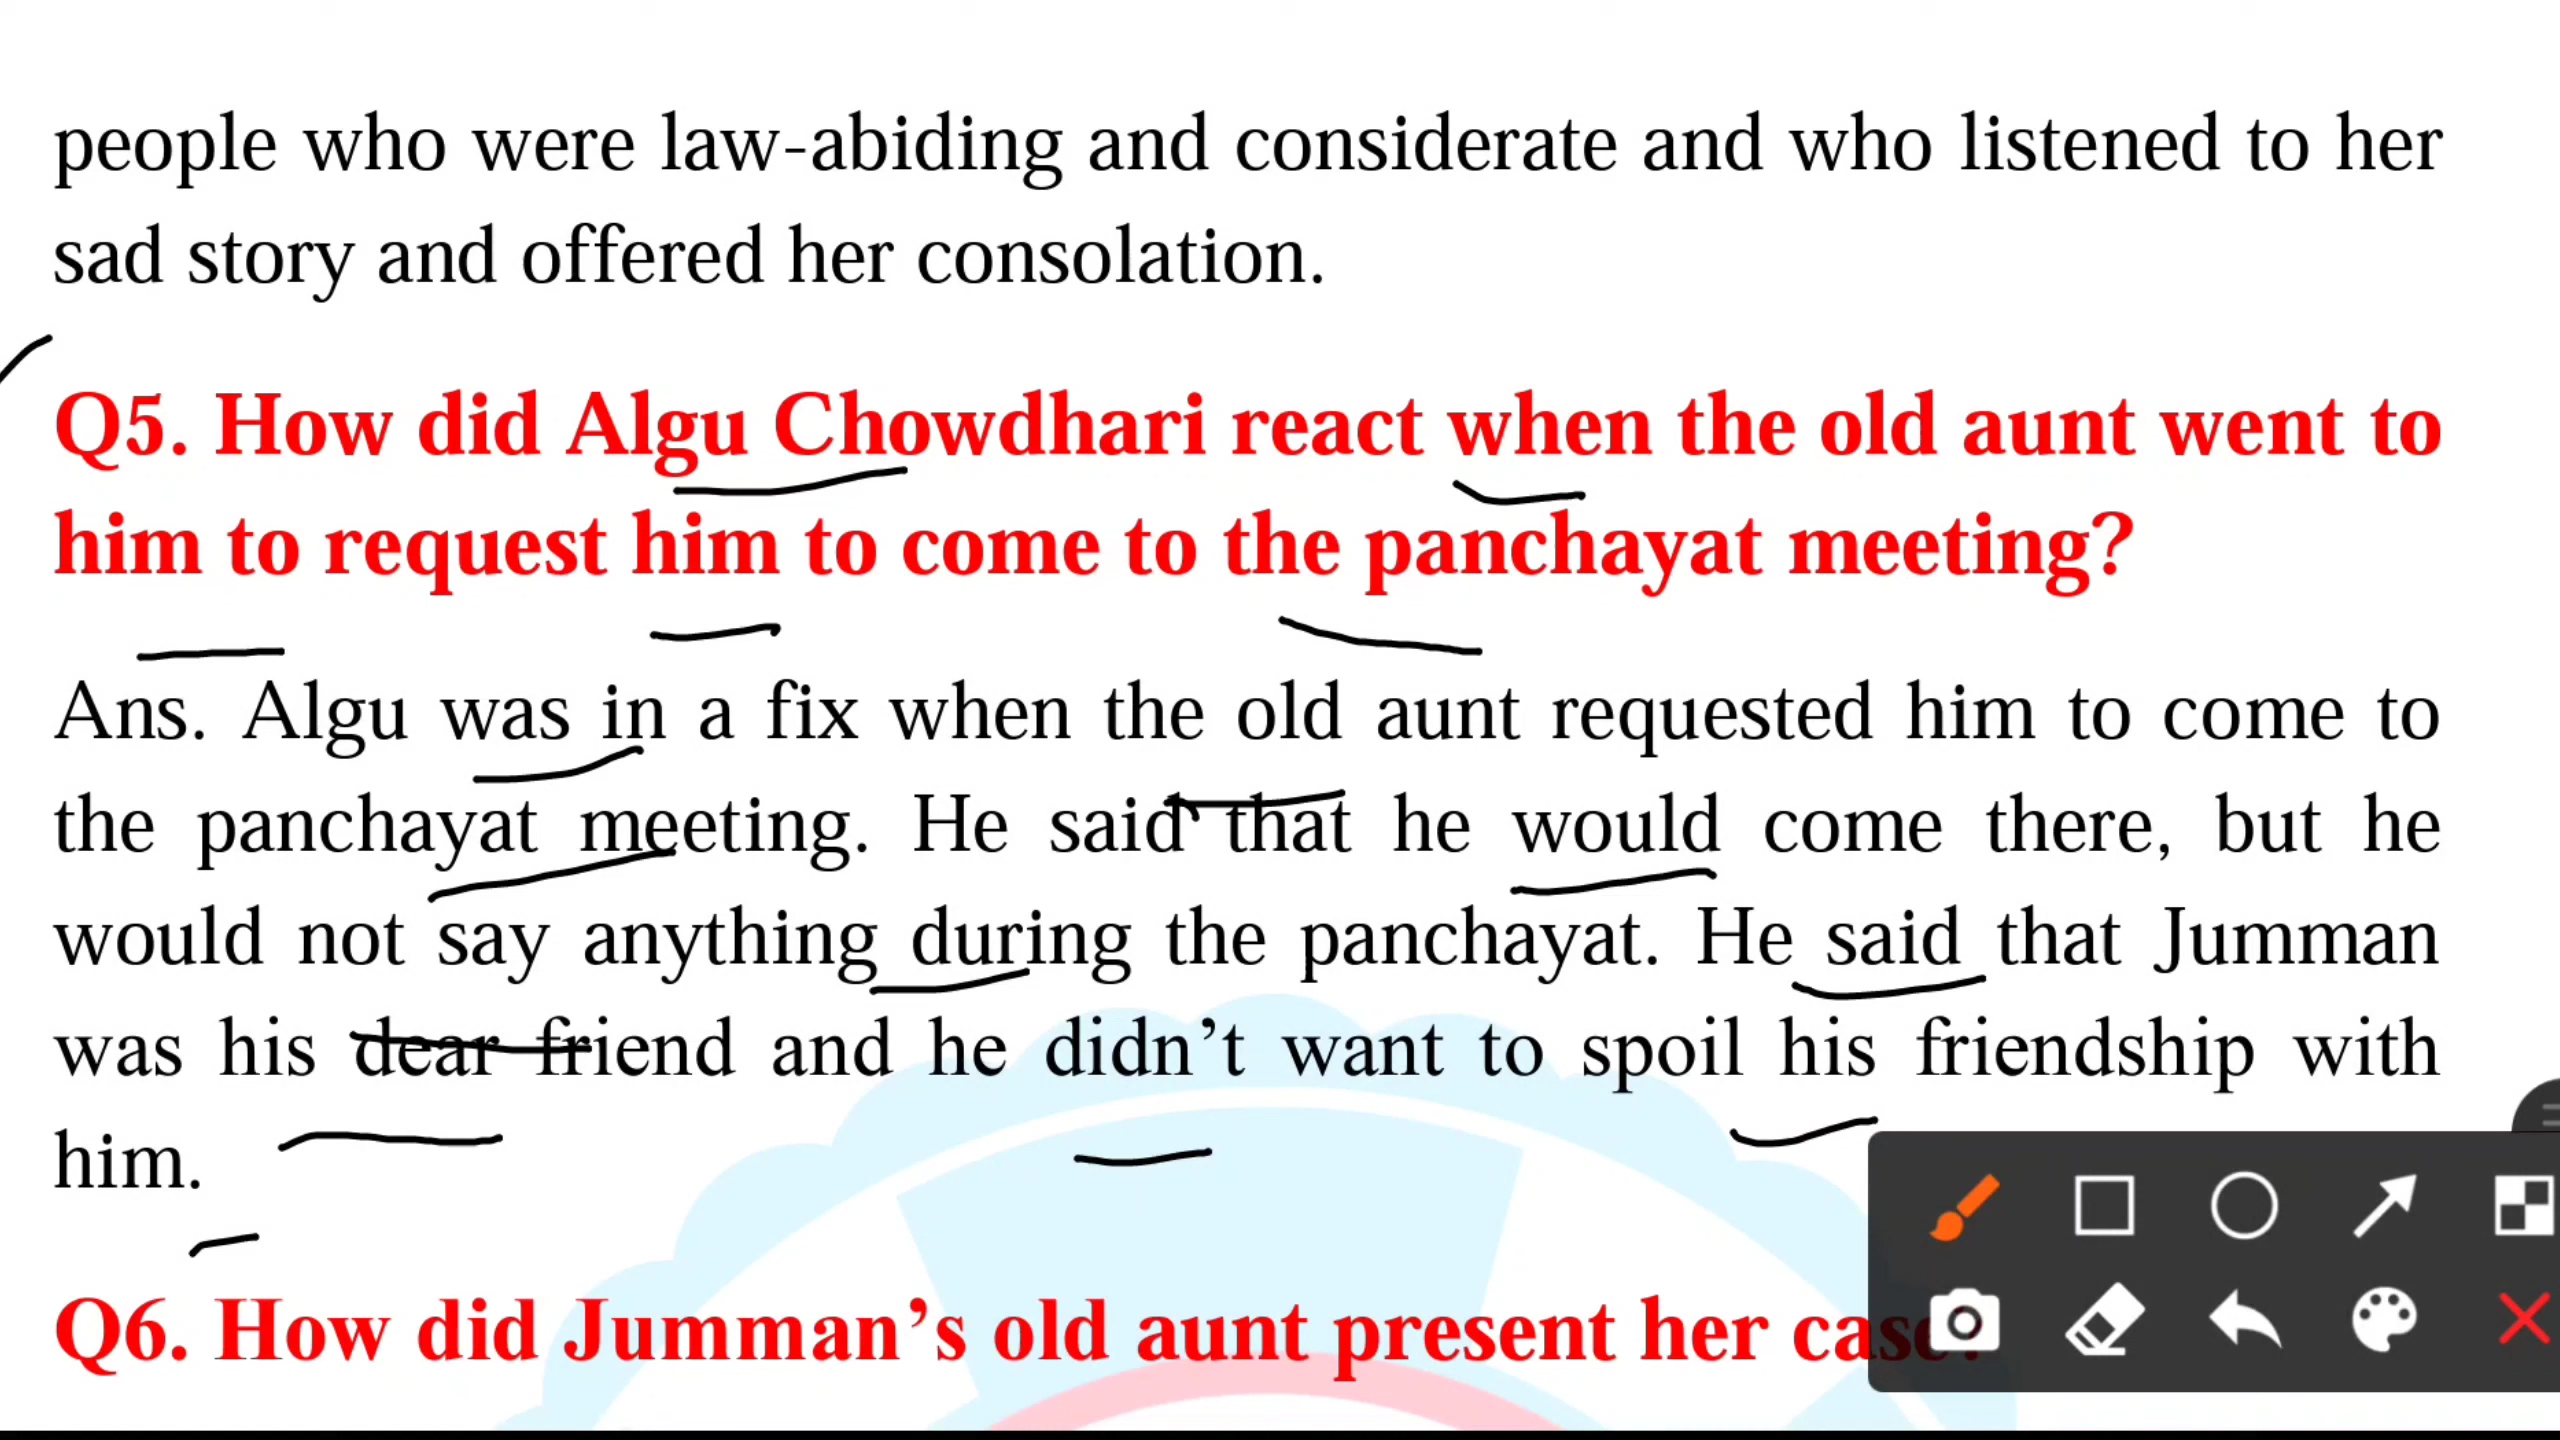 people who were law-abiding and considerate and who listened to her
sad story and offered her consolation.
Q5. How did Algu Chowdhari react when the old aunt went to
him to request him to come to the panchayat meeting?
Ans. Algu was in a fix when the old aunt requested him to come to
the panchayat meeting. He said that he would come there, but he
would not say anything during the panchayat. He said that Jumman
was his dear friend and he didn’t want to spoil his friendship with
him.
Q6. How did Jumman’s old aunt present her case?